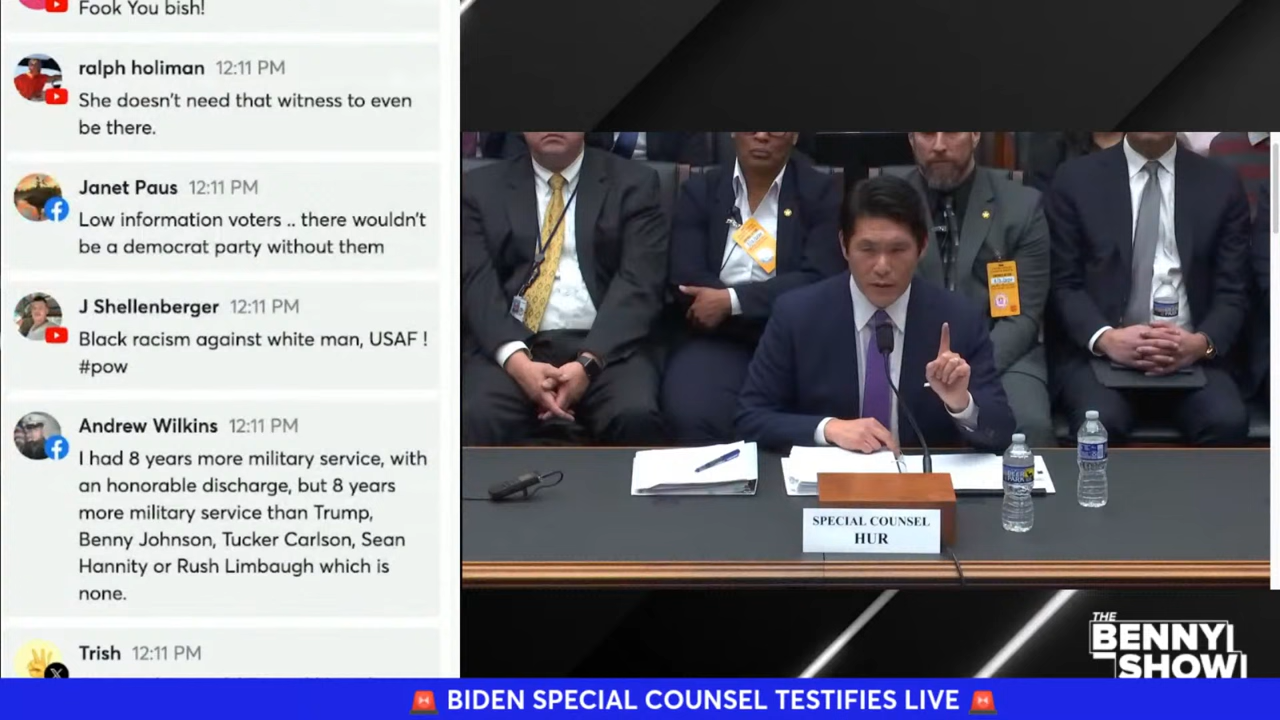 Fook You bish!
ralph holiman 12:11 PM
She doesn't need that witness to even
be there.
Janet Paus 12:11 PM
Low information voters .. there wouldn't
be a democrat party without them
J Shellenberger 12:11 PM
Black racism against white man, USAF !
#pow
Andrew Wilkins 12:11 PM
I had 8 years more military service, with
an honorable discharge, but 8 years
more military service than Trump,
Benny Johnson, Tucker Carlson, Sean
Hannity or Rush Limbaugh which is
none.
Trish 12:11 PM
SPECIAL COUNSEL
HUR
THE
BENNY
SHOW
🚨 BIDEN SPECIAL COUNSEL TESTIFIES LIVE 🚨